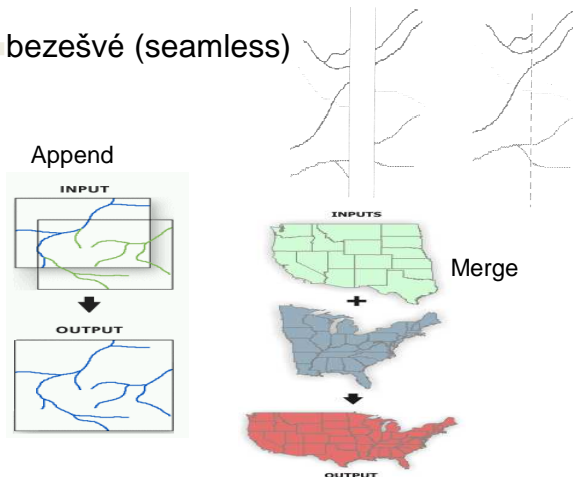 bezešvé (seamless)
Append
INPUT
OUTPUT
INPUTS
Merge
OUTPUT